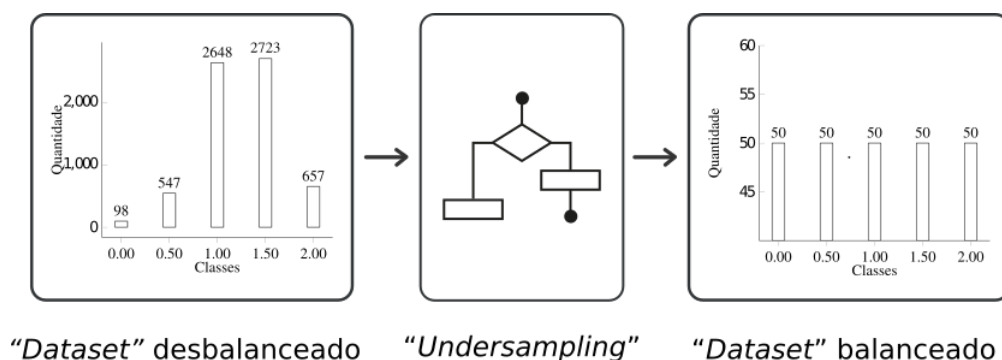 2648 2723
2,000
Quantidade
1,000
547
657
98
0
0.00 0.50 1.00 1.50 2.00
Classes
60
55
Quantidade
50
50 50 50 50 50
45
0.00 0.50 1.00 1.50 2.00
Classes
“Dataset” desbalanceado
“Undersampling”
“Dataset” balanceado